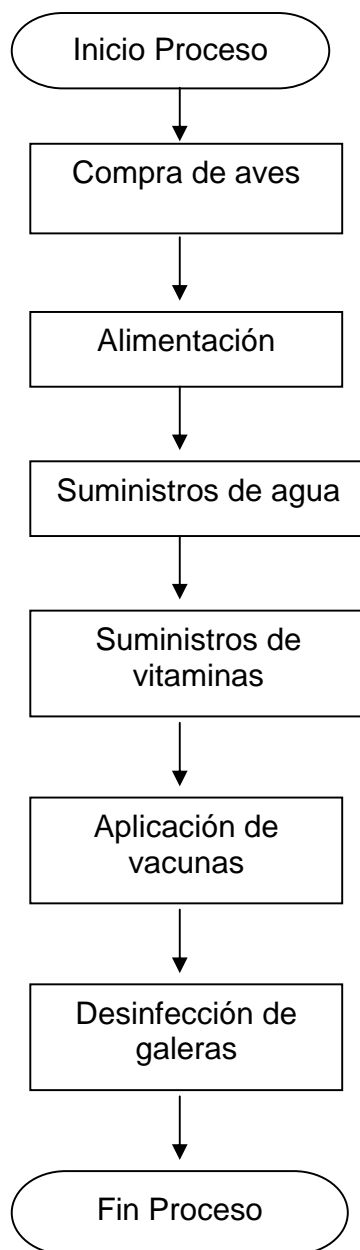 Inicio Proceso
Compra de aves
Alimentación
Suministros de agua
Suministros de
vitaminas
Aplicación de
vacunas
Desinfección de
galeras
Fin Proceso